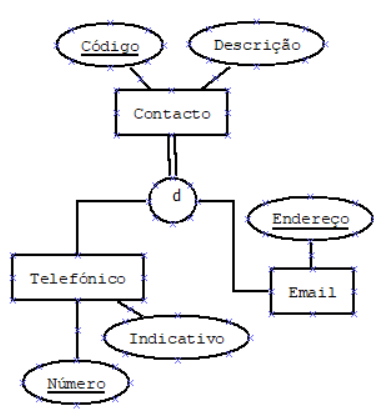 Código
Descrição
Contacto
d
Endereço
Telefónico
Email
Indicativo
Número